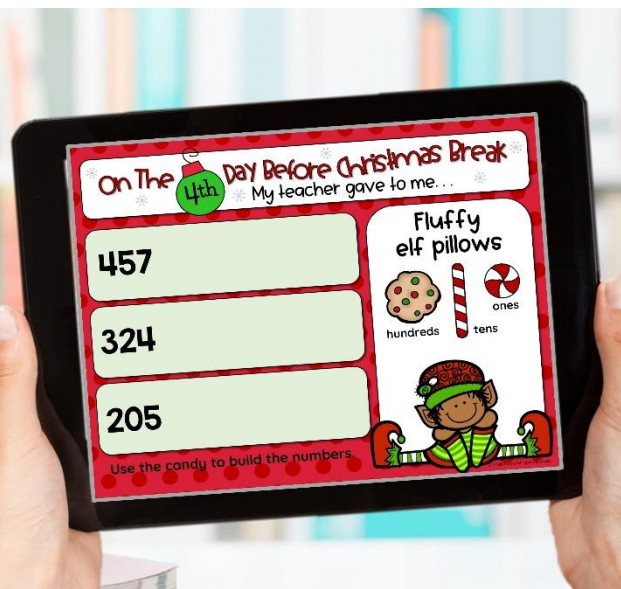 On The 4th Day Before Christmas Break
My teacher gave to me...
457
324
205
Use the candy to build the numbers.
Fluffy
elf pillows
hundreds
tens
ones